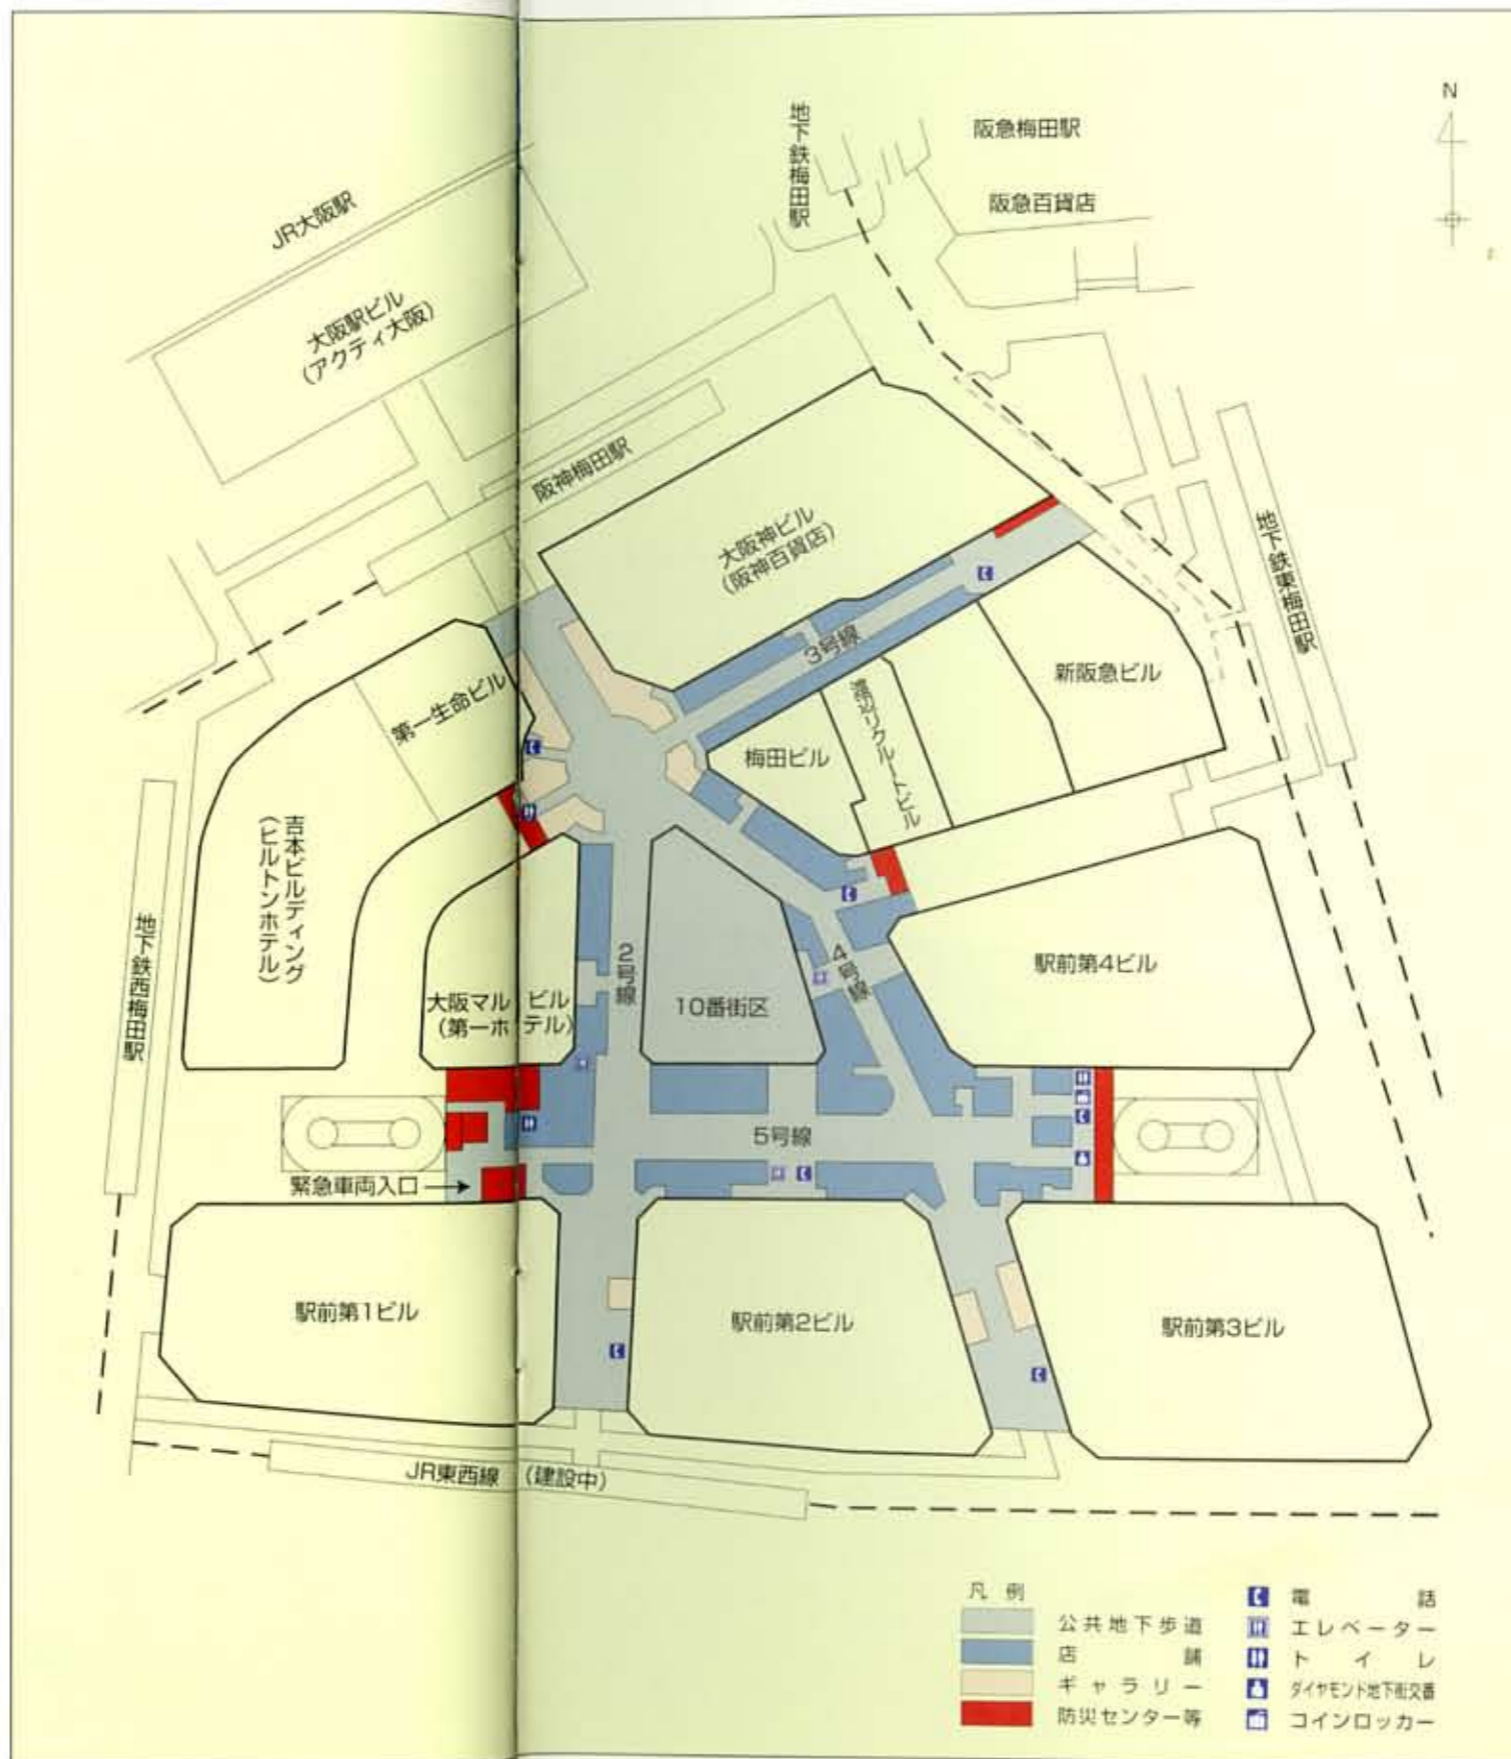 N
地下鉄梅田駅
阪急梅田駅
阪急百貨店
JR大阪駅
大阪駅ビル
(アクティ大阪)
阪神梅田駅
大阪神ビル
(阪神百貨店)
地下鉄東梅田駅
3号線
新阪急ビル
第一生命ビル
梅田ビル
渡辺リクルートビル
吉本ビルディング
(ヒルトンホテル)
地下鉄西梅田駅
2号線
4号線
駅前第4ビル
大阪マルビル
(第一ホテル)
10番街区
5号線
緊急車両入口
駅前第1ビル
駅前第2ビル
駅前第3ビル
JR東西線 (建設中)
凡例
公共地下歩道
店舗
ギャラリー
防災センター等
電話
エレベーター
トイレ
ダイヤモンド地下街交番
コインロッカー